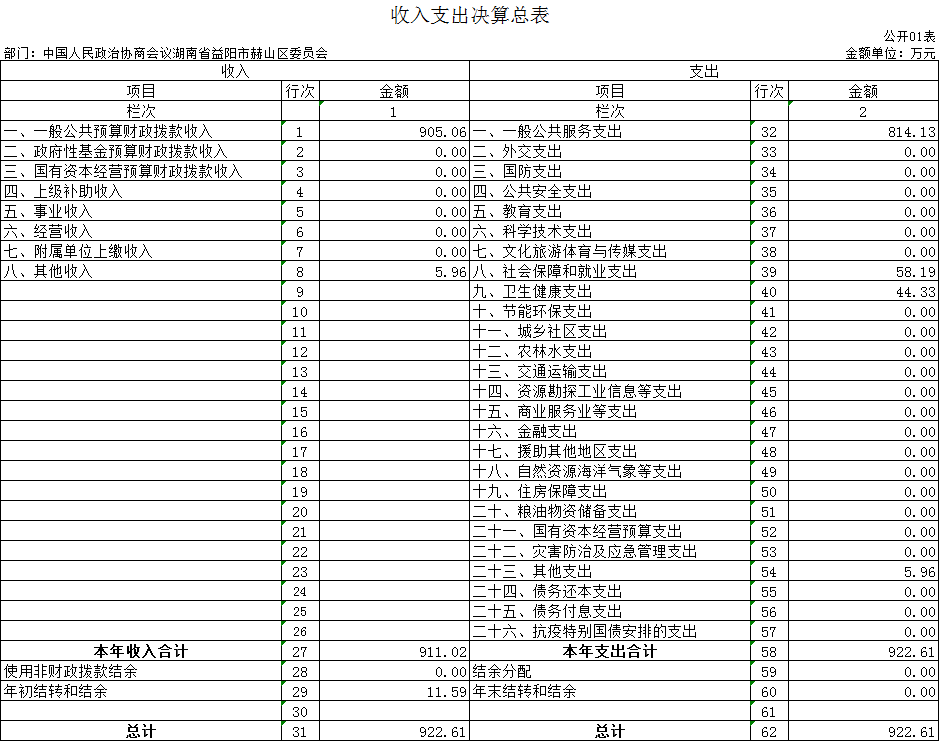 收入支出决算总表
公开01表
部门：中国人民政治协商会议湖南省益阳市赫山区委员会 金额单位：万元
收入 支出
项目 行次 金额 项目 行次 金额
栏次 1 栏次 2
一、一般公共预算财政拨款收入 1 905.06 一、一般公共服务支出 32 814.13
二、政府性基金预算财政拨款收入 2 0.00 二、外交支出 33 0.00
三、国有资本经营预算财政拨款收入 3 0.00 三、国防支出 34 0.00
四、上级补助收入 4 0.00 四、公共安全支出 35 0.00
五、事业收入 5 0.00 五、教育支出 36 0.00
六、经营收入 6 0.00 六、科学技术支出 37 0.00
七、附属单位上缴收入 7 0.00 七、文化旅游体育与传媒支出 38 0.00
八、其他收入 8 5.96 八、社会保障和就业支出 39 58.19
9 九、卫生健康支出 40 44.33
10 十、节能环保支出 41 0.00
11 十一、城乡社区支出 42 0.00
12 十二、农林水支出 43 0.00
13 十三、交通运输支出 44 0.00
14 十四、资源勘探工业信息等支出 45 0.00
15 十五、商业服务业等支出 46 0.00
16 十六、金融支出 47 0.00
17 十七、援助其他地区支出 48 0.00
18 十八、自然资源海洋气象等支出 49 0.00
19 十九、住房保障支出 50 0.00
20 二十、粮油物资储备支出 51 0.00
21 二十一、国有资本经营预算支出 52 0.00
22 二十二、灾害防治及应急管理支出 53 0.00
23 二十三、其他支出 54 5.96
24 二十四、债务还本支出 55 0.00
25 二十五、债务付息支出 56 0.00
26 二十六、抗疫特别国债安排的支出 57 0.00
本年收入合计 27 911.02 本年支出合计 58 922.61
使用非财政拨款结余 28 0.00 结余分配 59 0.00
年初结转和结余 29 11.59 年末结转和结余 60 0.00
30 61
总计 31 922.61 总计 62 922.61